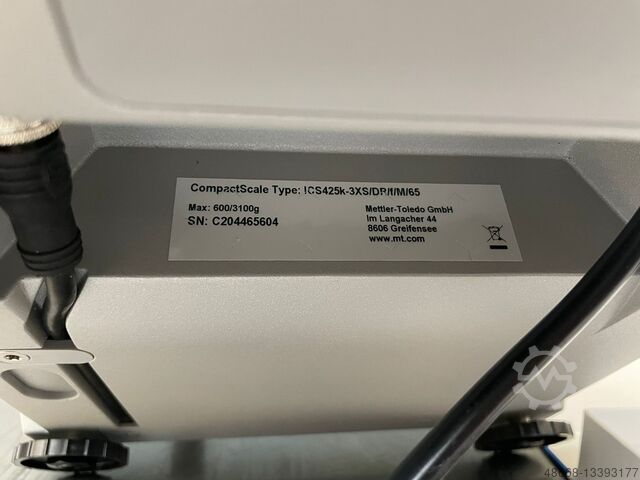 CompactScale Type: ICS425k-3XS/DR/f/M/65
Max: 600/3100g
SN: C204465604
Mettler-Toledo GmbH
Im Langacher 44
8606 Greifensee
www.mt.com
48668-13393177